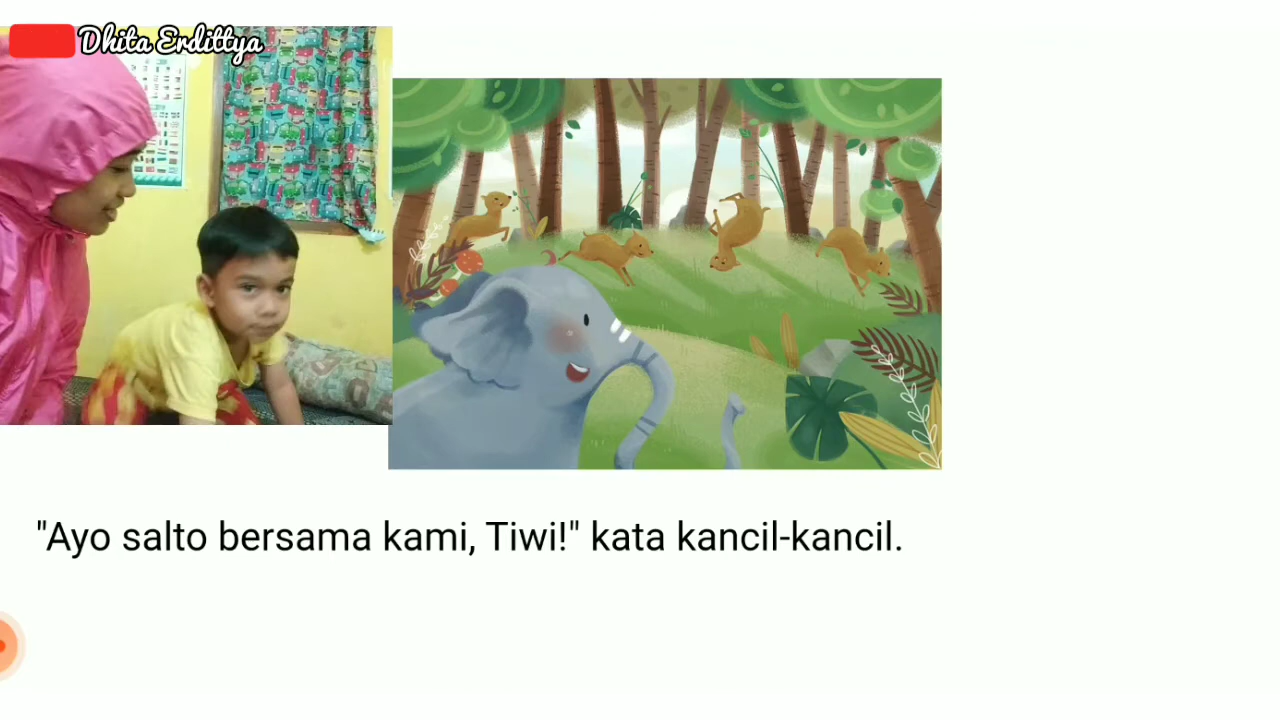 Dhita Erdittya
"Ayo salto bersama kami, Tiwi!" kata kancil-kancil.